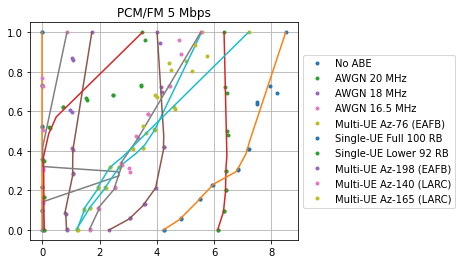 PCM/FM 5 Mbps
1.0
0.8
0.6
0.4
0.2
0.0
0
2
4
6
8
No ABE
AWGN 20 MHz
AWGN 18 MHz
AWGN 16.5 MHz
Multi-UE Az-76 (EAFB)
Single-UE Full 100 RB
Single-UE Lower 92 RB
Multi-UE Az-198 (EAFB)
Multi-UE Az-140 (LARC)
Multi-UE Az-165 (LARC)